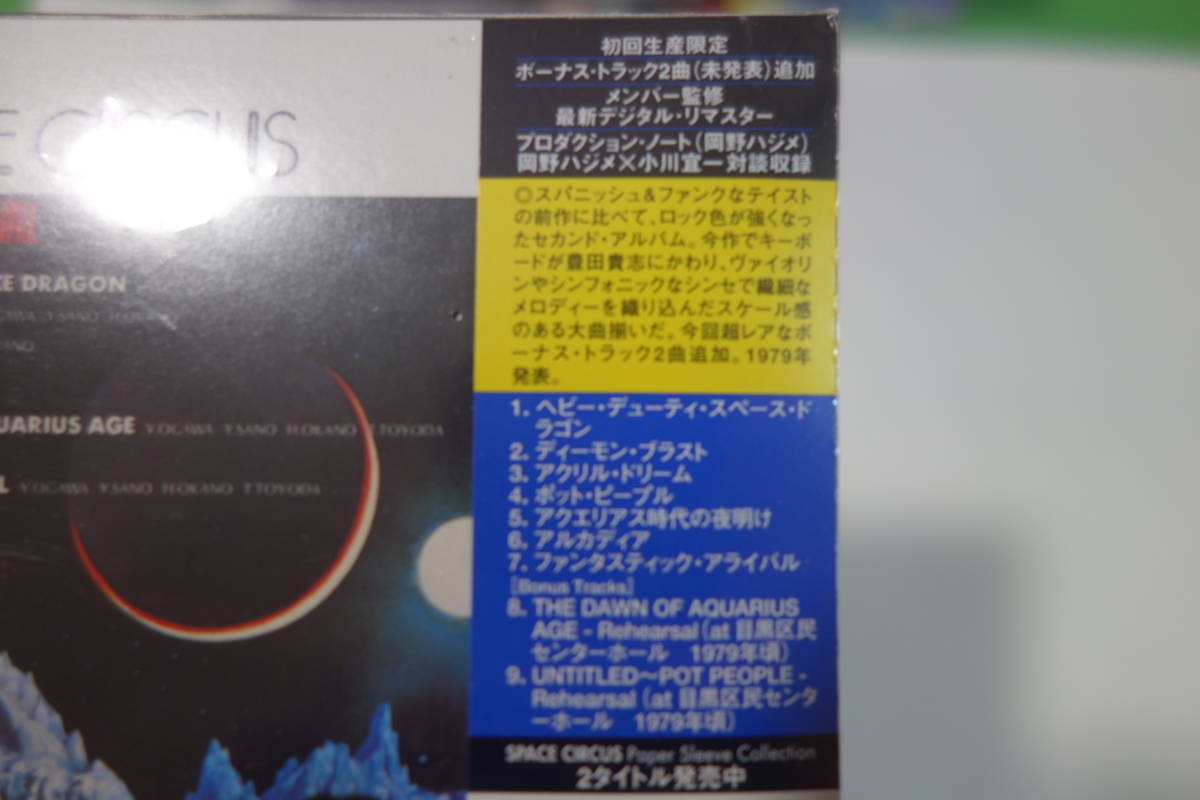 CIRCUS
CE DRAGON
UARIUS AGE Y.OGAWA Y.SANO H.OKANO T.TOYODA
L Y.OGAWA Y.SANO H.OKANO T.TOYODA
初回生産限定
ボーナス・トラック2曲(未発表)追加
メンバー監修
最新デジタル・リマスター
プロダクション・ノート(岡野ハジメ)
岡野ハジメ×小川宜一対談収録
◎スパニッシュ&ファンクなテイスト
の前作に比べて、ロック色が強くなっ
たセカンド・アルバム。今作でキーボ
ードが豊田貴志にかわり、ヴァイオリ
ンやシンフォニックなシンセで繊細な
メロディーを織り込んだスケール感
のある大曲揃いだ。今回超レアなボ
ーナス・トラック2曲追加。1979年
発表。
1. ヘビー・デューティ・スペース・ド
ラゴン
2. ディーモン・ブラスト
3. アクリル・ドリーム
4. ポット・ピープル
5. アクエリアス時代の夜明け
6. アルカディア
7. ファンタスティック・アライバル
[Bonus Tracks]
8. THE DAWN OF AQUARIUS
AGE - Rehearsal(at 目黒区民
センターホール 1979年頃)
9. UNTITLED〜POT PEOPLE -
Rehearsal (at 目黒区民センタ
ーホール 1979年頃)
SPACE CIRCUS Paper Sleeve Collection
2タイトル発売中